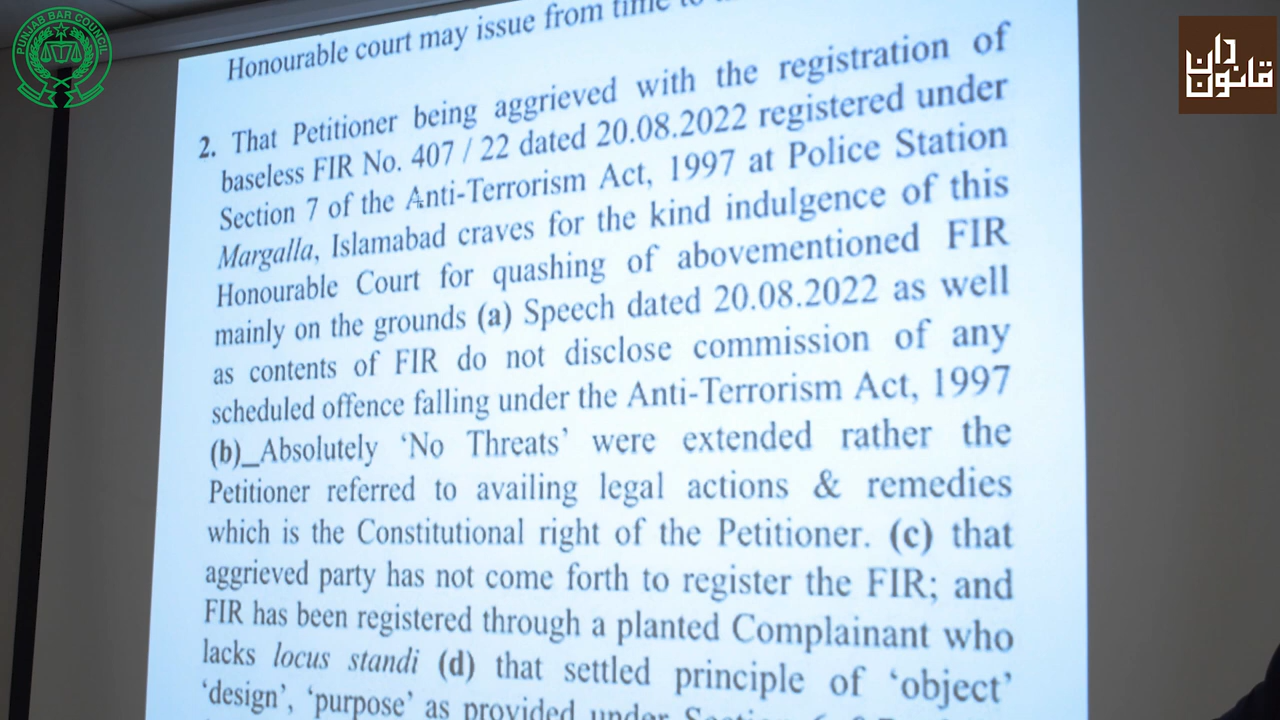 PUNJAB BAR COUNCIL
قانون دان
Honourable court may issue from time to
2. That Petitioner being aggrieved with the registration of
baseless FIR No. 407 / 22 dated 20.08.2022 registered under
Section 7 of the Anti-Terrorism Act, 1997 at Police Station
Margalla, Islamabad craves for the kind indulgence of this
Honourable Court for quashing of abovementioned FIR
mainly on the grounds (a) Speech dated 20.08.2022 as well
as contents of FIR do not disclose commission of any
scheduled offence falling under the Anti-Terrorism Act, 1997
(b)_Absolutely ‘No Threats’ were extended rather the
Petitioner referred to availing legal actions & remedies
which is the Constitutional right of the Petitioner. (c) that
aggrieved party has not come forth to register the FIR; and
FIR has been registered through a planted Complainant who
lacks locus standi (d) that settled principle of ‘object’
‘design’, ‘purpose’ as provided under